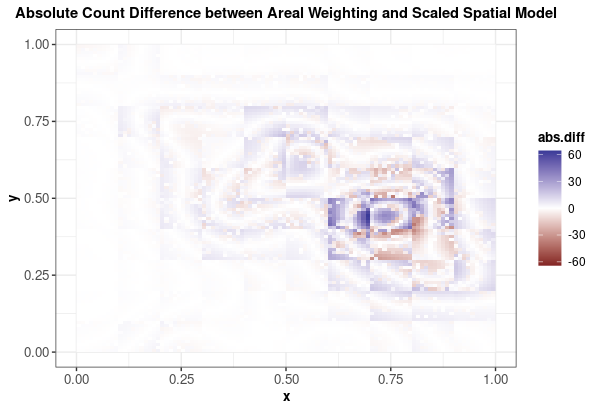 Absolute Count Difference between Areal Weighting and Scaled Spatial Model
1.00
0.75
0.50
0.25
0.00
y
0.00 0.25 0.50 0.75 1.00
x
abs.diff
60
30
0
-30
-60